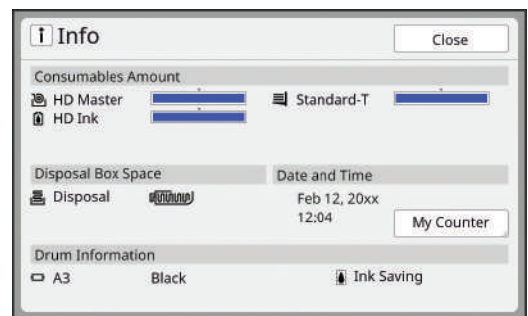 i Info
Close
Consumables Amount
HD Master
Standard-T
HD Ink
Disposal Box Space
Date and Time
Disposal
Feb 12, 20xx
12:04
My Counter
Drum Information
A3 Black Ink Saving